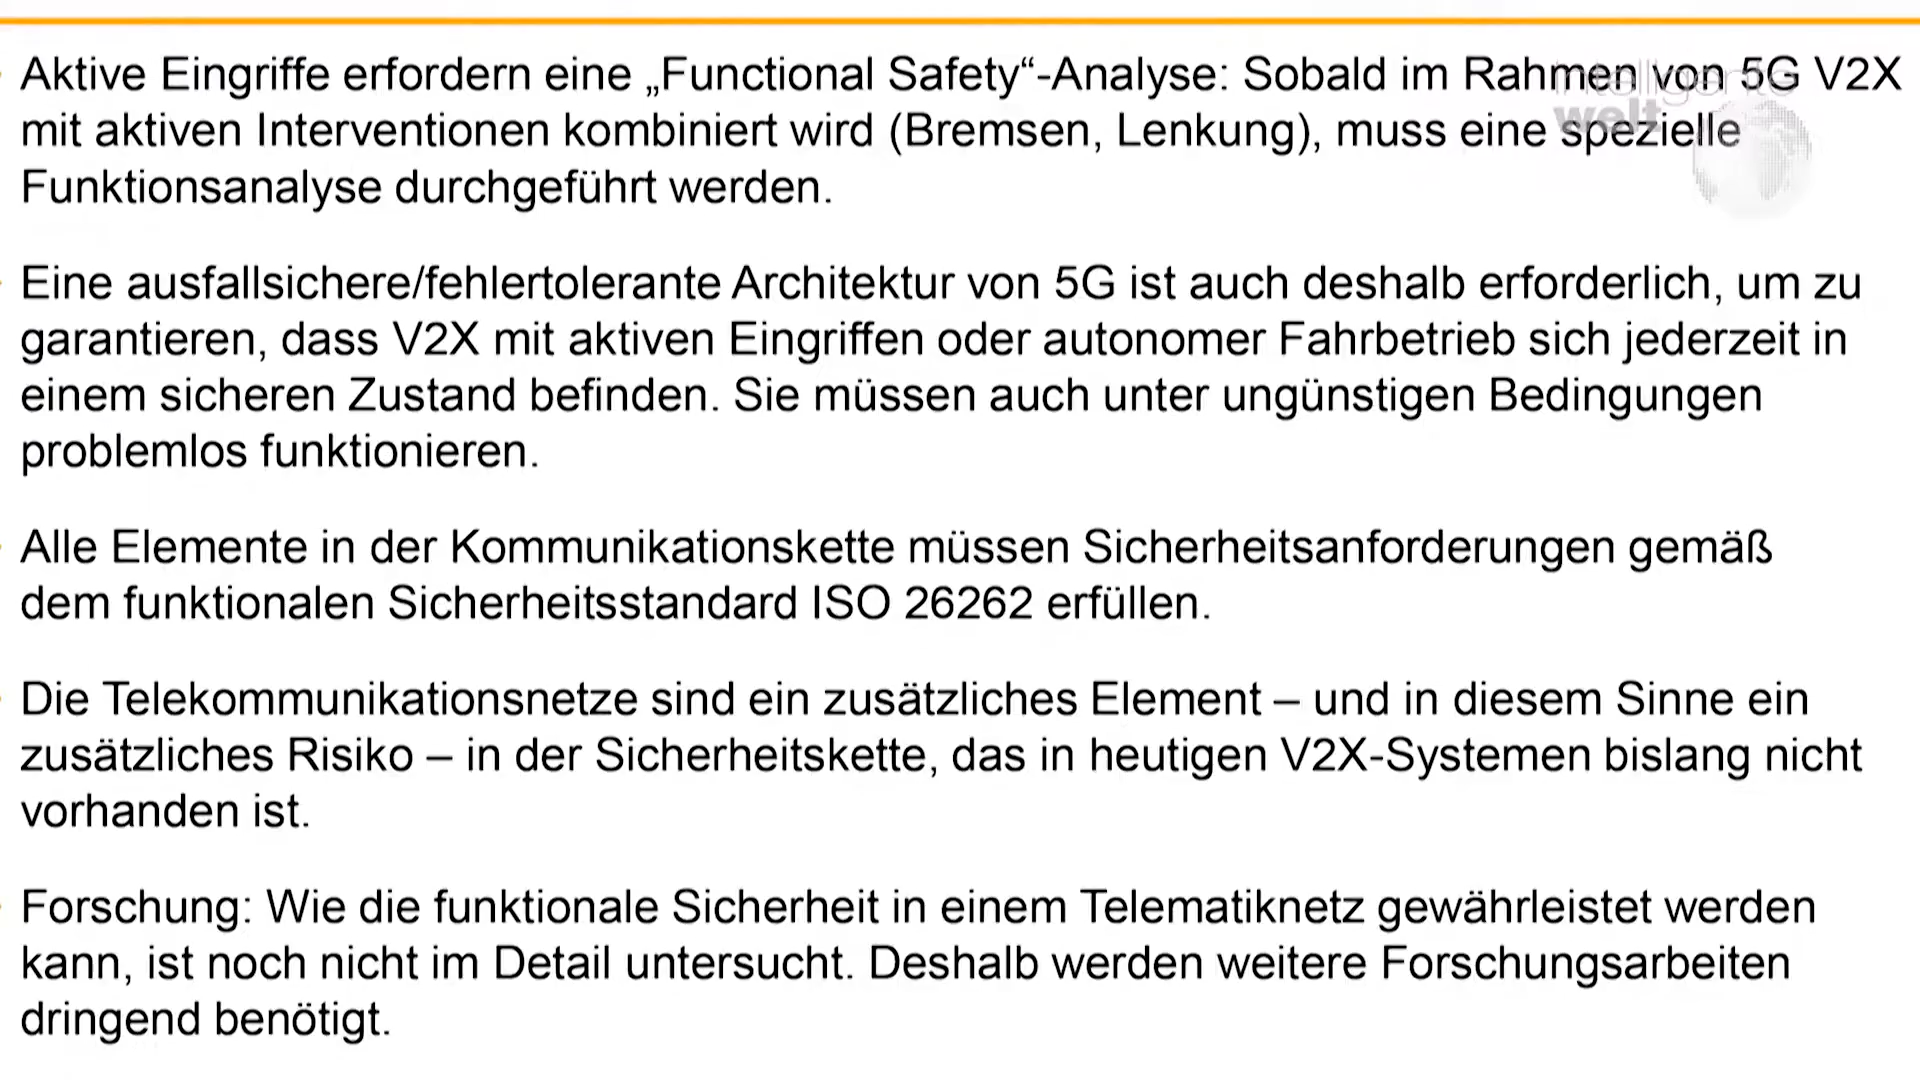 Aktive Eingriffe erfordern eine „Functional Safety“-Analyse: Sobald im Rahmen von 5G V2X
mit aktiven Interventionen kombiniert wird (Bremsen, Lenkung), muss eine spezielle
Funktionsanalyse durchgeführt werden.
intelligente
welt
Eine ausfallsichere/fehlertolerante Architektur von 5G ist auch deshalb erforderlich, um zu
garantieren, dass V2X mit aktiven Eingriffen oder autonomer Fahrbetrieb sich jederzeit in
einem sicheren Zustand befinden. Sie müssen auch unter ungünstigen Bedingungen
problemlos funktionieren.
Alle Elemente in der Kommunikationskette müssen Sicherheitsanforderungen gemäß
dem funktionalen Sicherheitsstandard ISO 26262 erfüllen.
Die Telekommunikationsnetze sind ein zusätzliches Element – und in diesem Sinne ein
zusätzliches Risiko – in der Sicherheitskette, das in heutigen V2X-Systemen bislang nicht
vorhanden ist.
Forschung: Wie die funktionale Sicherheit in einem Telematiknetz gewährleistet werden
kann, ist noch nicht im Detail untersucht. Deshalb werden weitere Forschungsarbeiten
dringend benötigt.